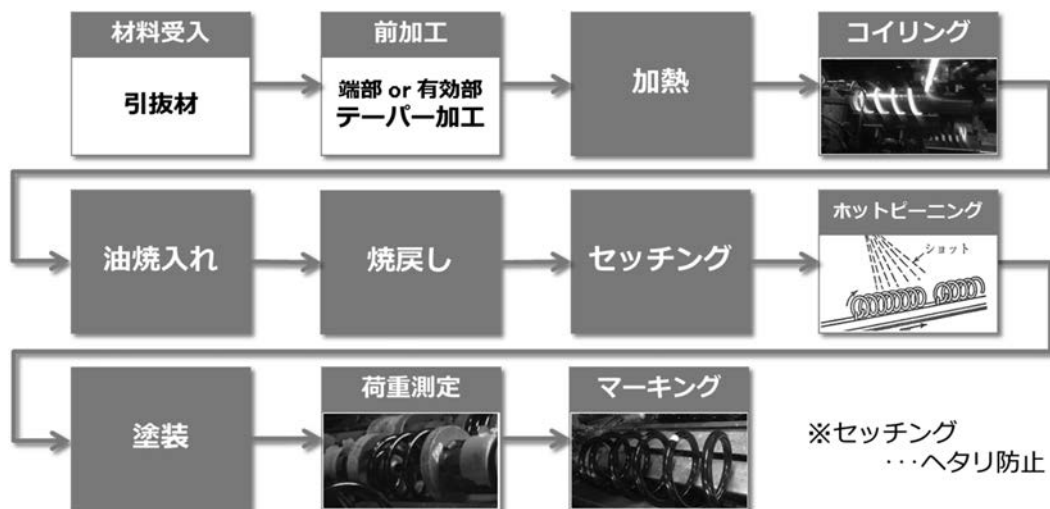 材料受入
引抜材
前加工
端部 or 有効部
テーパー加工
加熱
コイリング
油焼入れ
焼戻し
セッチング
ホットピーニング
ショット
塗装
荷重測定
マーキング
※セッチング
･･･ヘタリ防止